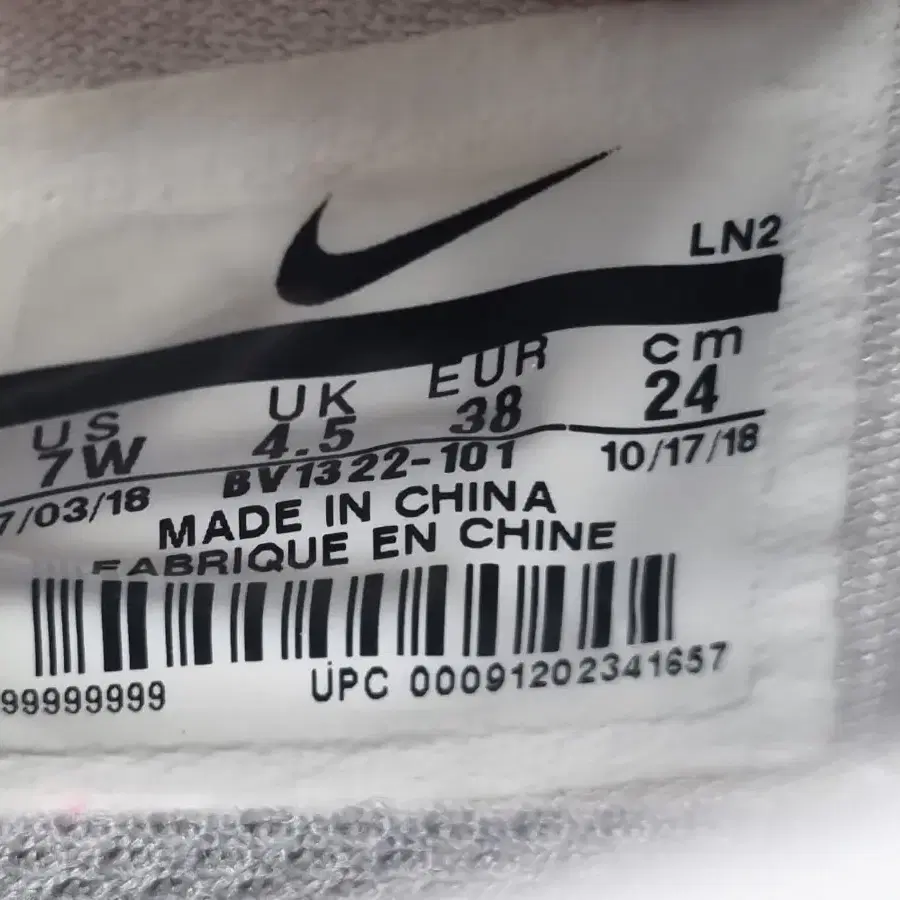 LN2
US UK EUR cm
7W 4.5 38 24
7/03/18 BV1322-101 10/17/18
MADE IN CHINA
FABRIQUE EN CHINE
99999999 UPC 00091202341657